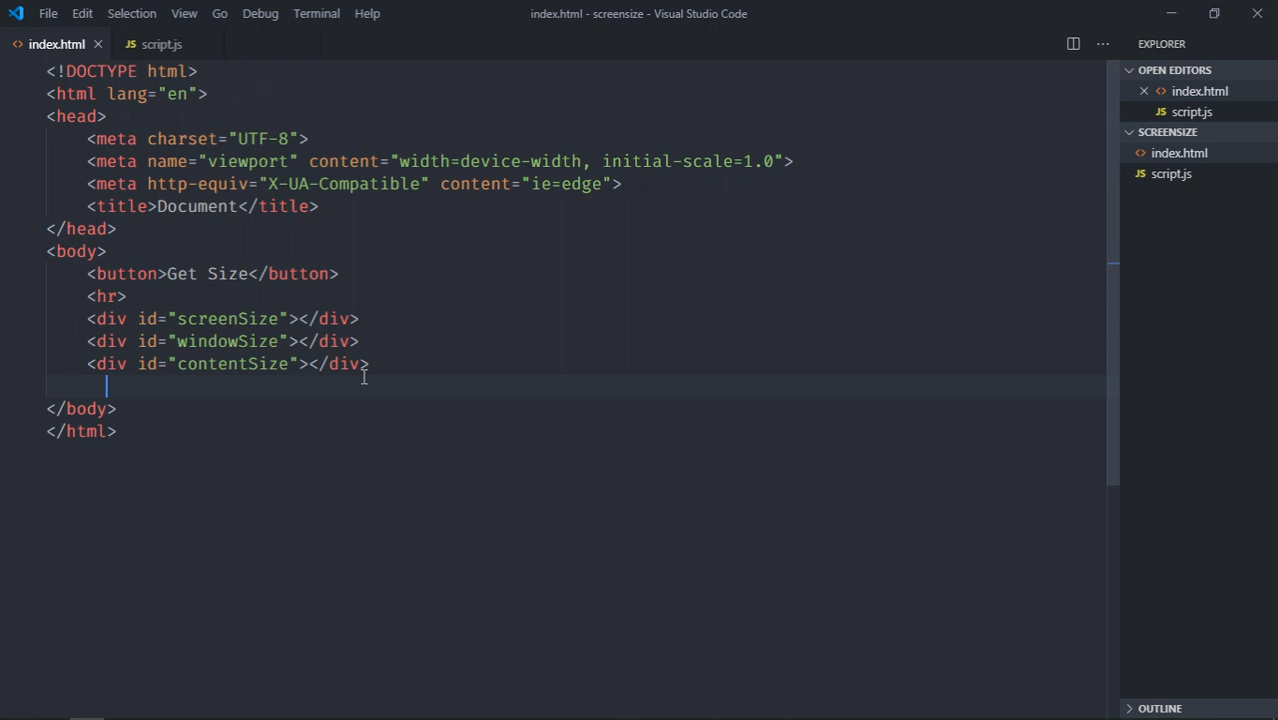 File Edit Selection View Go Debug Terminal Help index.html - screensize - Visual Studio Code
<> index.html JS script.js EXPLORER
OPEN EDITORS
<> index.html
JS script.js
SCREENSIZE
<> index.html
JS script.js
<!DOCTYPE html>
<html lang="en">
<head>
<meta charset="UTF-8">
<meta name="viewport" content="width=device-width, initial-scale=1.0">
<meta http-equiv="X-UA-Compatible" content="ie=edge">
<title>Document</title>
</head>
<body>
<button>Get Size</button>
<hr>
<div id="screenSize"></div>
<div id="windowSize"></div>
<div id="contentSize"></div>
</body>
</html>
OUTLINE